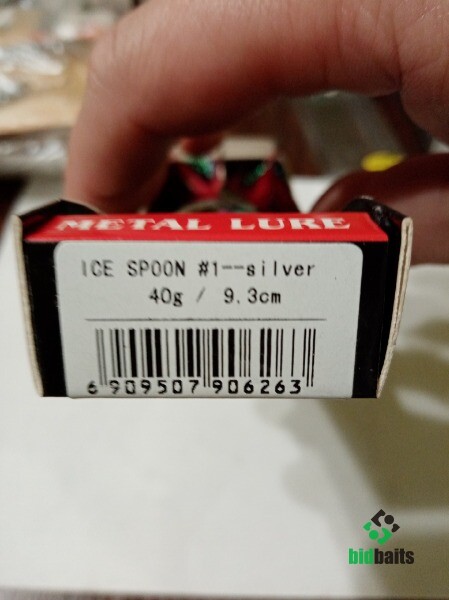 METAL LURE
ICE SPOON #1--silver
40g / 9.3cm
6 909507 906263
bidbaits